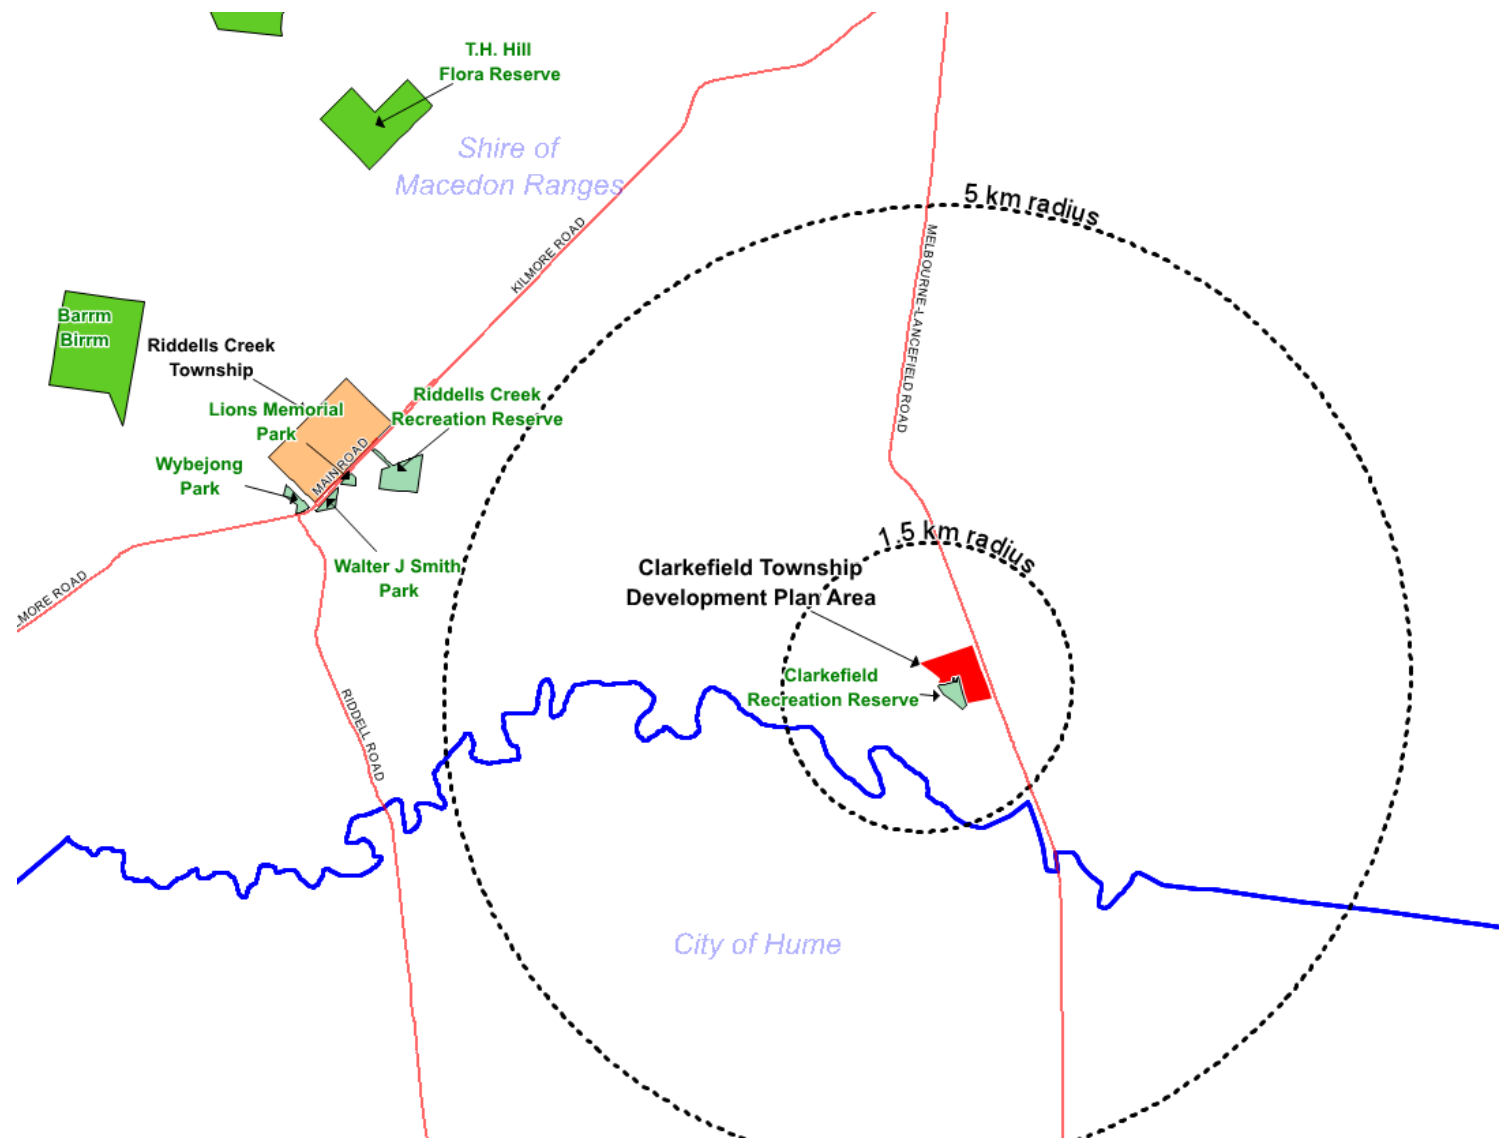 T.H. Hill
Flora Reserve
Shire of
Macedon Ranges
5 km radius
KILMORE ROAD
MELBOURNE-LANCEFIELD ROAD
Barrm
Birrm
Riddells Creek
Township
Lions Memorial
Park
Riddells Creek
Recreation Reserve
MAIN ROAD
Wybejong
Park
Walter J Smith
Park
LMORE ROAD
1.5 km radius
Clarkefield Township
Development Plan Area
Clarkefield
Recreation Reserve
RIDDELL ROAD
City of Hume